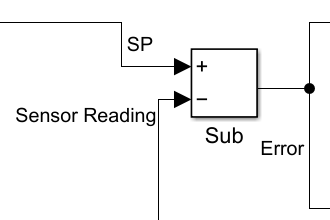 SP
+
−
Sensor Reading
Sub
Error